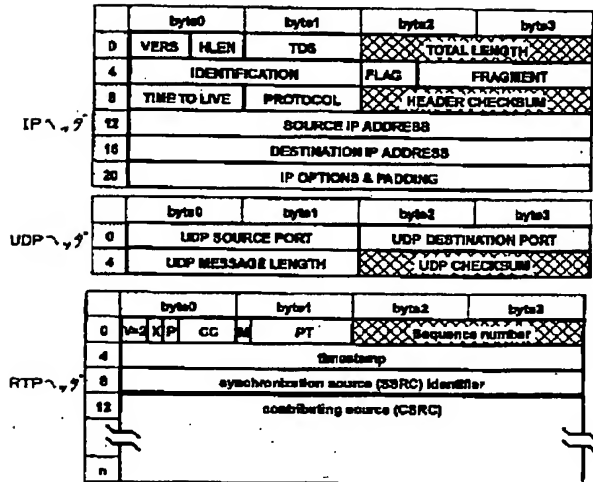 byte0 byte1 byte2 byte3
0 VERS HLEN TOS TOTAL LENGTH
4 IDENTIFICATION FLAG FRAGMENT
8 TIME TO LIVE PROTOCOL HEADER CHECKSUM
IPヘッダ 12 SOURCE IP ADDRESS
16 DESTINATION IP ADDRESS
20 IP OPTIONS & PADDING
byte0 byte1 byte2 byte3
UDPヘッダ 0 UDP SOURCE PORT UDP DESTINATION PORT
4 UDP MESSAGE LENGTH UDP CHECKSUM
byte0 byte1 byte2 byte3
0 V=2 X P CC M PT Sequence number
4 timestamp
RTPヘッダ 8 synchronization source (SSRC) identifier
12 contributing source (CSRC)
n